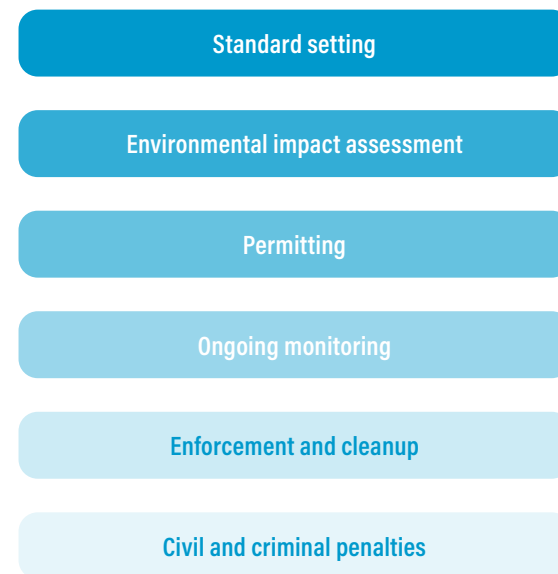 Standard setting
Environmental impact assessment
Permitting
Ongoing monitoring
Enforcement and cleanup
Civil and criminal penalties